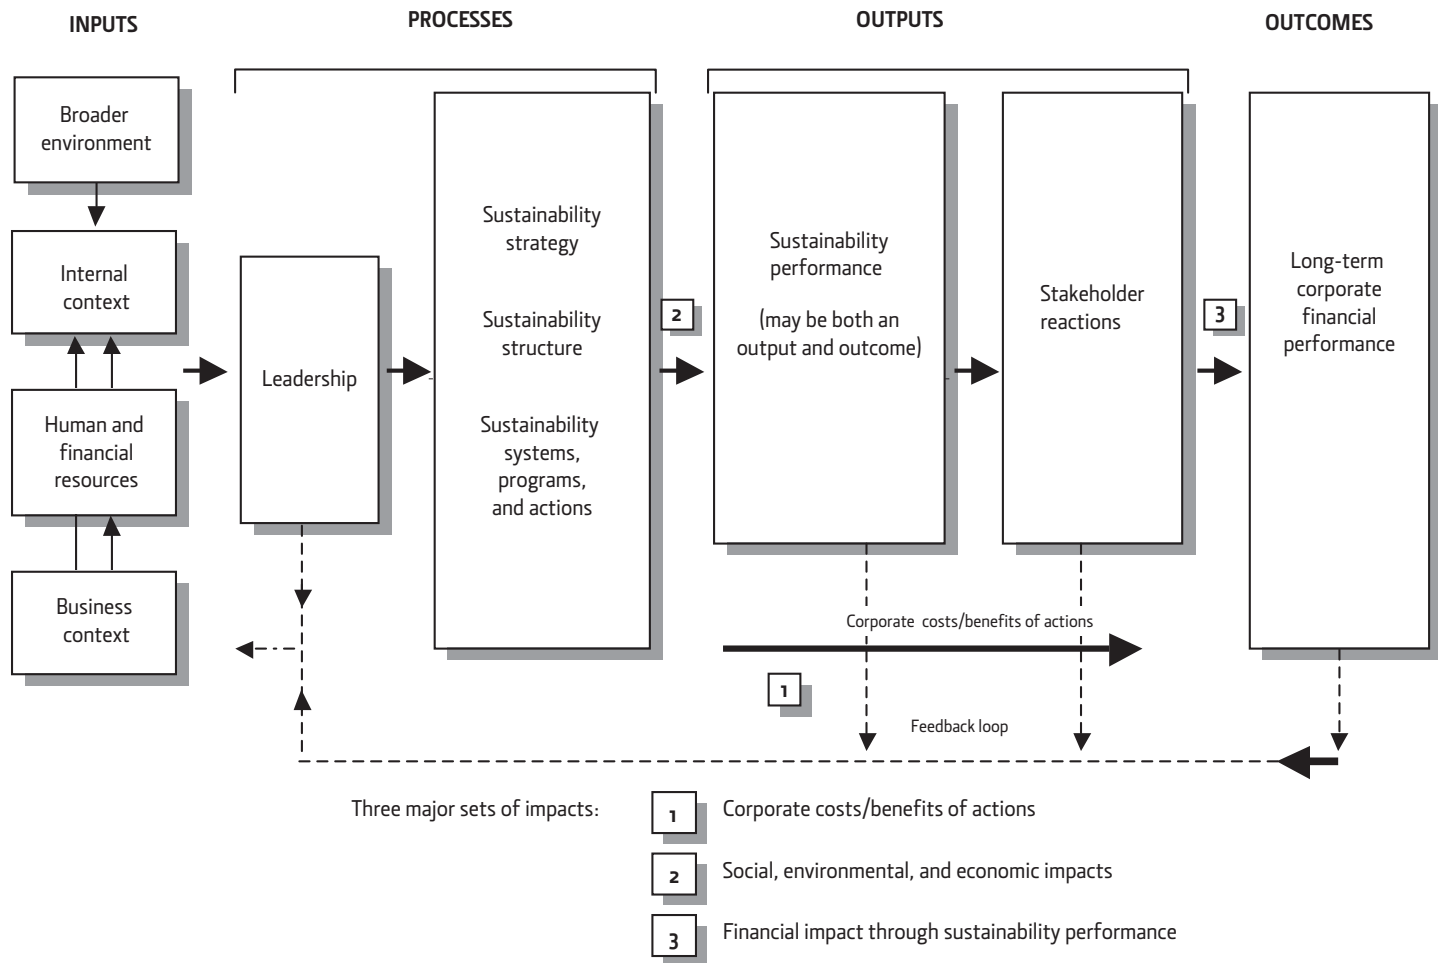 INPUTS
PROCESSES
OUTPUTS
OUTCOMES
Broader
environment
Internal
context
Human and
financial
resources
Business
context
Leadership
Sustainability
strategy
Sustainability
structure
Sustainability
systems,
programs,
and actions
2
Sustainability
performance
(may be both an
output and outcome)
Stakeholder
reactions
3
Long-term
corporate
financial
performance
Corporate costs/benefits of actions
1
Feedback loop
Three major sets of impacts:
1 Corporate costs/benefits of actions
2 Social, environmental, and economic impacts
3 Financial impact through sustainability performance